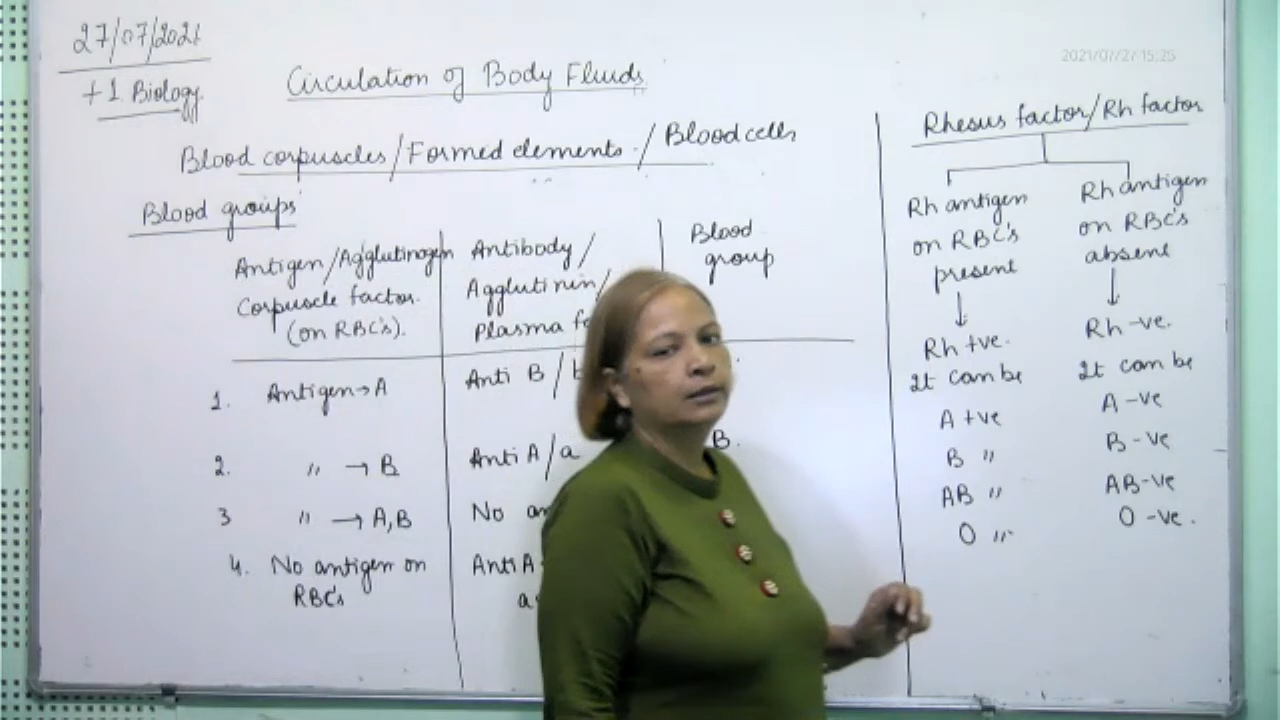 27/07/2021
+1 Biology
2021/07/27 15:25
Circulation of Body Fluids
Blood corpuscles/Formed elements./Bloodcells
Blood groups
Antigen/Agglutinogen
Corpuscle factor.
(on RBC's).
Antibody/
Agglutinin/
Plasma
Blood
group
1. Antigen→A
Anti B/
2. " → B
Anti A/a
B.
3 " → A,B
No
4. No antigen on
RBC's
Anti A
Rhesus factor/Rh factor
Rh antigen
on RBC's
present
↓
Rh +ve.
It can be
A +ve
B "
AB "
O "
Rh antigen
on RBC's
absent
↓
Rh -ve.
It can be
A -ve
B -ve
AB -ve
O -ve.